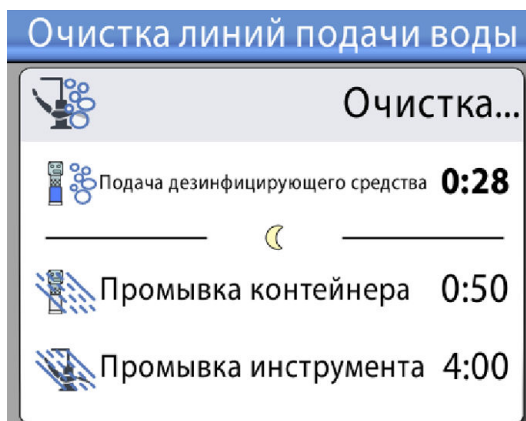 Очистка линий подачи воды
Очистка...
Подача дезинфицирующего средства 0:28
Промывка контейнера 0:50
Промывка инструмента 4:00